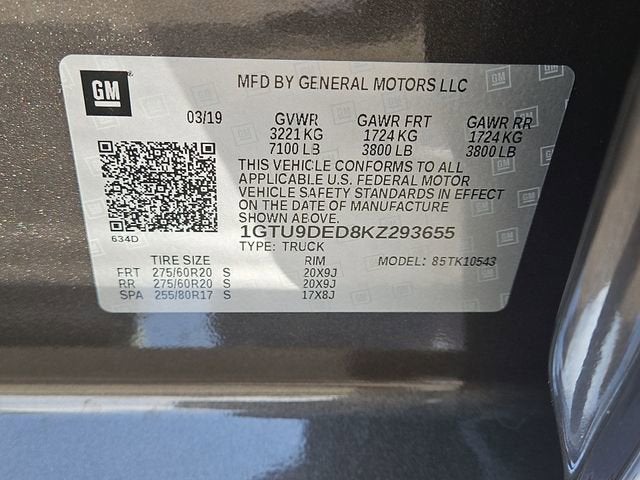 GM
MFD BY GENERAL MOTORS LLC
03/19 GVWR GAWR FRT GAWR RR
3221 KG 1724 KG 1724 KG
7100 LB 3800 LB 3800 LB
THIS VEHICLE CONFORMS TO ALL
APPLICABLE U.S. FEDERAL MOTOR
VEHICLE SAFETY STANDARDS IN EFFECT
ON THE DATE OF MANUFACTURE
SHOWN ABOVE.
634D
1GTU9DED8KZ293655
TYPE: TRUCK
TIRE SIZE RIM MODEL: 85TK10543
FRT 275/60R20 S 20X9J
RR 275/60R20 S 20X9J
SPA 255/80R17 S 17X8J